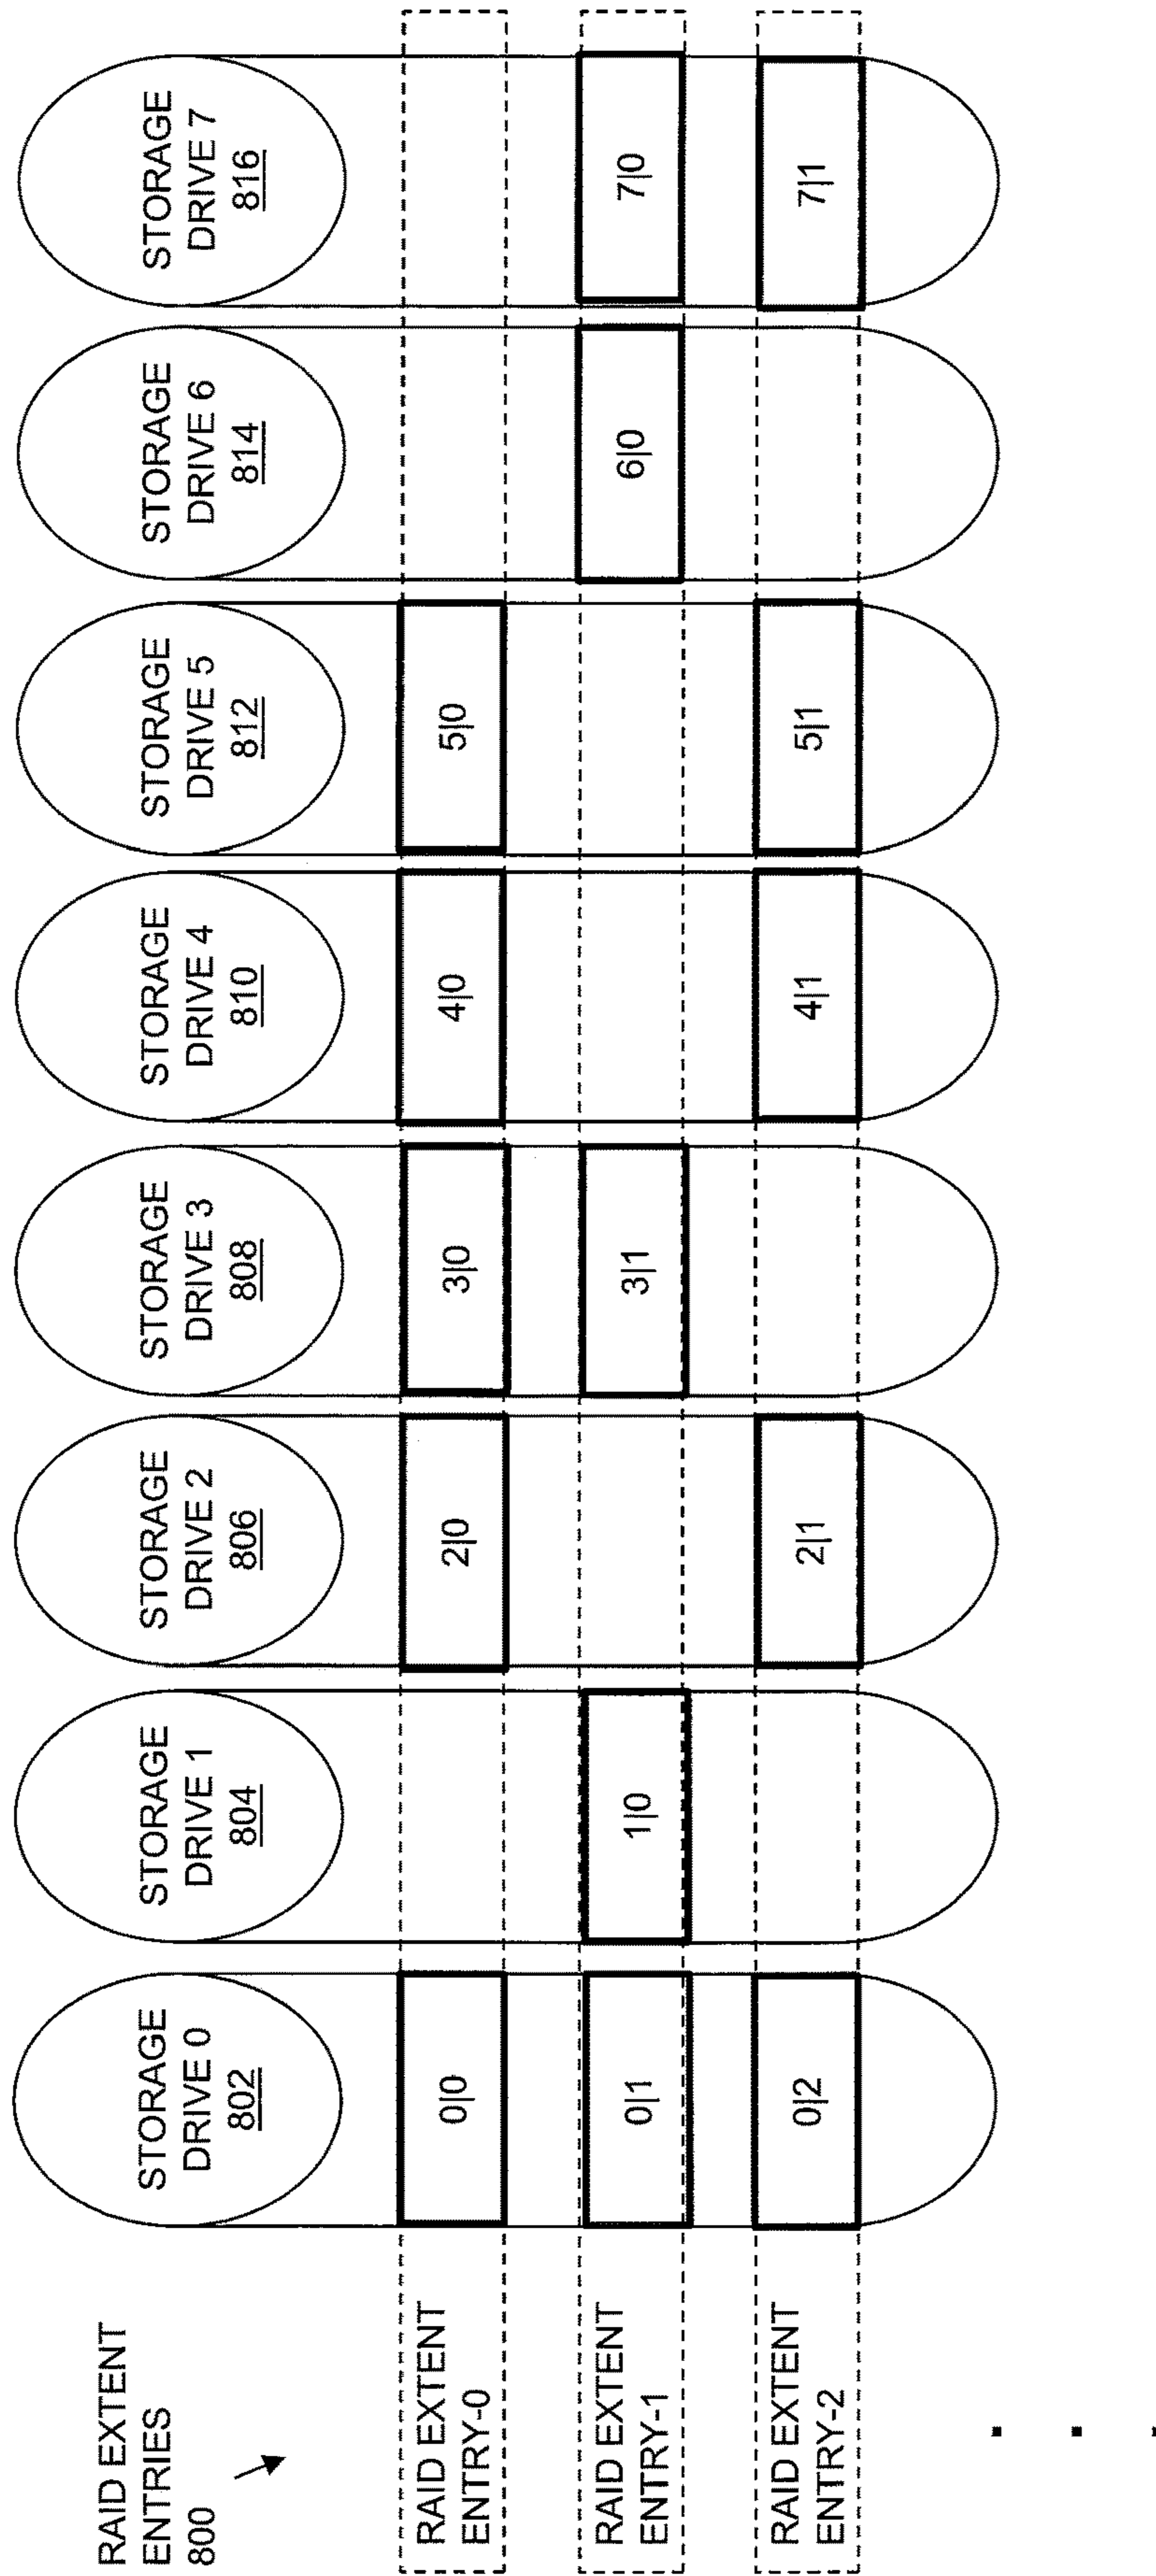 RAID EXTENT
ENTRIES
800
STORAGE
DRIVE 0
802
STORAGE
DRIVE 1
804
STORAGE
DRIVE 2
806
STORAGE
DRIVE 3
808
STORAGE
DRIVE 4
810
STORAGE
DRIVE 5
812
STORAGE
DRIVE 6
814
STORAGE
DRIVE 7
816
RAID EXTENT
ENTRY-0
0|0
2|0
3|0
4|0
5|0
RAID EXTENT
ENTRY-1
0|1
1|0
3|1
6|0
7|0
RAID EXTENT
ENTRY-2
0|2
2|1
4|1
5|1
7|1